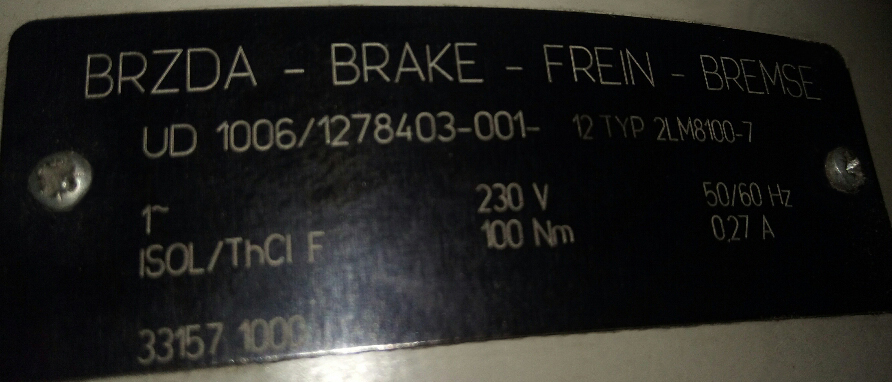 BRZDA - BRAKE - FREIN - BREMSE
UD 1006/1278403-001- 12 TYP 2LM8100-7
1~ 230 V 50/60 Hz
ISOL/ThCl F 100 Nm 0,27 A
33157